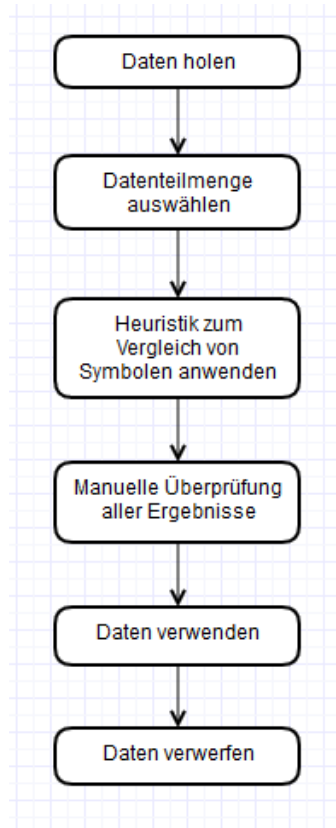 Daten holen
Datenteilmenge
auswählen
Heuristik zum
Vergleich von
Symbolen anwenden
Manuelle Überprüfung
aller Ergebnisse
Daten verwenden
Daten verwerfen